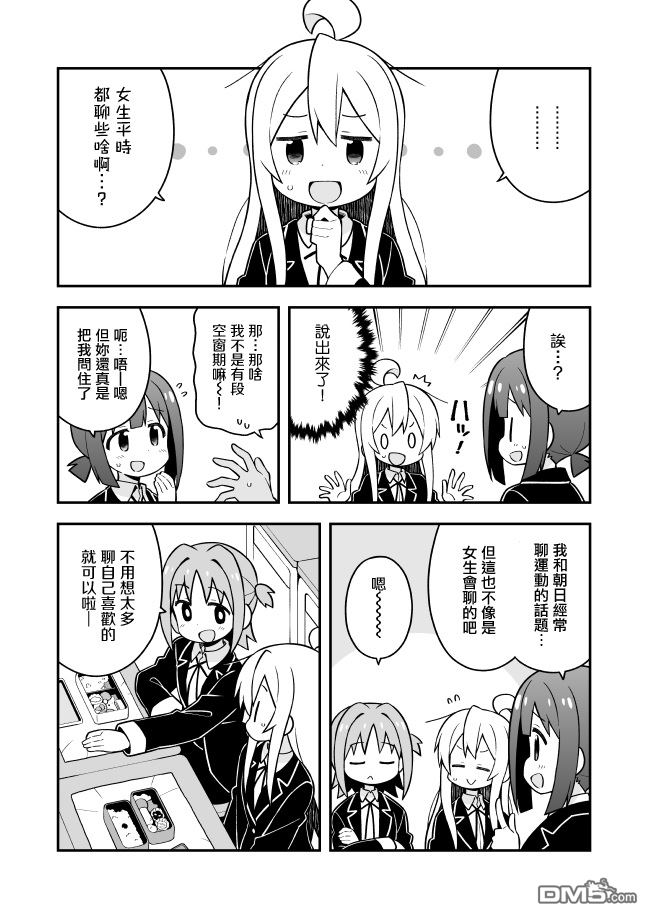 ⋯⋯⋯
女生平時
都聊些啥啊⋯?
誒⋯?
ハッ!
說出來了!
那⋯那啥
我不是有段
空窗期嘛~!
呃⋯唔─嗯
但妳還真是
把我問住了
我和朝日經常
聊運動的話題⋯
但這也不像是
女生會聊的吧
嗯~~~
不用想太多
聊自己喜歡的
就可以啦─
DM5.com